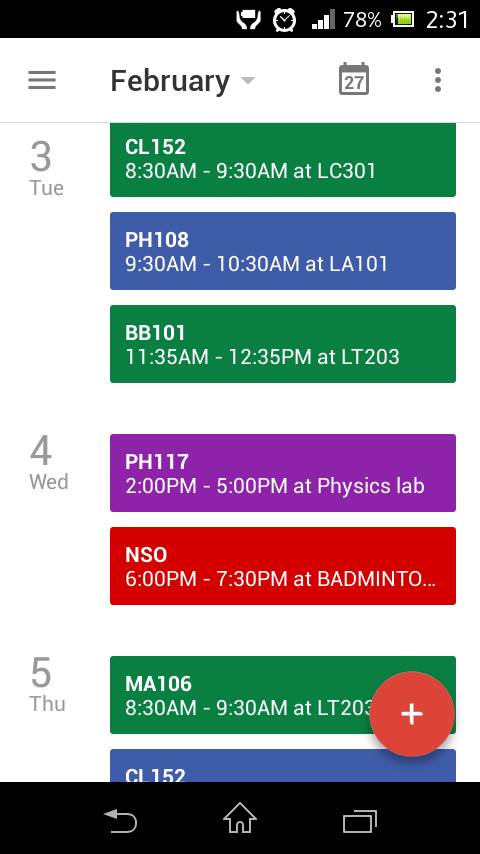 78% 2:31
February
27
3
Tue
CL152
8:30AM - 9:30AM at LC301
PH108
9:30AM - 10:30AM at LA101
BB101
11:35AM - 12:35PM at LT203
4
Wed
PH117
2:00PM - 5:00PM at Physics lab
NSO
6:00PM - 7:30PM at BADMINTO...
5
Thu
MA106
8:30AM - 9:30AM at LT203
CL152